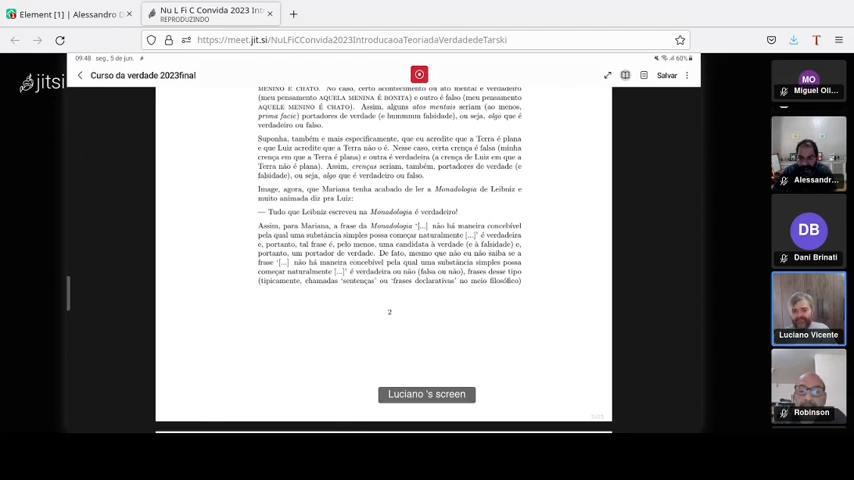 Element [1] | Alessandro D
Nu L Fi C Convida 2023 Int
REPRODUZINDO
https://meet.jit.si/NuLFiCConvida2023IntroducaoaTeoriadaVerdadedeTarski
09:48 seg., 5 de jun.
60%
jitsi
Curso da verdade 2023final
Salvar
MENINO É CHATO. No caso, certo acontecimento ou ato mental é verdadeiro
(meu pensamento AQUELA MENINA É BONITA) e outro é falso (meu pensamento
AQUELE MENINO É CHATO). Assim, alguns atos mentais seriam (ao menos,
prima facie) portadores de verdade (e hummmm falsidade), ou seja, algo que é
verdadeiro ou falso.
Suponha, também e mais especificamente, que eu acredite que a Terra é plana
e que Luiz acredite que a Terra não o é. Nesse caso, certa crença é falsa (minha
crença em que a Terra é plana) e outra é verdadeira (a crença de Luiz em que a
Terra não é plana). Assim, crenças seriam, também, portadores de verdade (e
falsidade), ou seja, algo que é verdadeiro ou falso.
Image, agora, que Mariana tenha acabado de ler a Monadologia de Leibniz e
muito animada diz pra Luiz:
— Tudo que Leibniz escreveu na Monadologia é verdadeiro!
Assim, para Mariana, a frase da Monadologia ‘[...] não há maneira concebível
pela qual uma substância simples possa começar naturalmente [...]’ é verdadeira
e, portanto, tal frase é, pelo menos, uma candidata à verdade (e à falsidade) e,
portanto, um portador de verdade. De fato, mesmo que não eu não saiba se a
frase ‘[...] não há maneira concebível pela qual uma substância simples possa
começar naturalmente [...]’ é verdadeira ou não (falsa ou não), frases desse tipo
(tipicamente, chamadas ‘sentenças’ ou ‘frases declarativas’ no meio filosófico)
2
Luciano 's screen
MO
Miguel Oli...
Alessandr...
DB
Dani Brinati
Luciano Vicente
Robinson